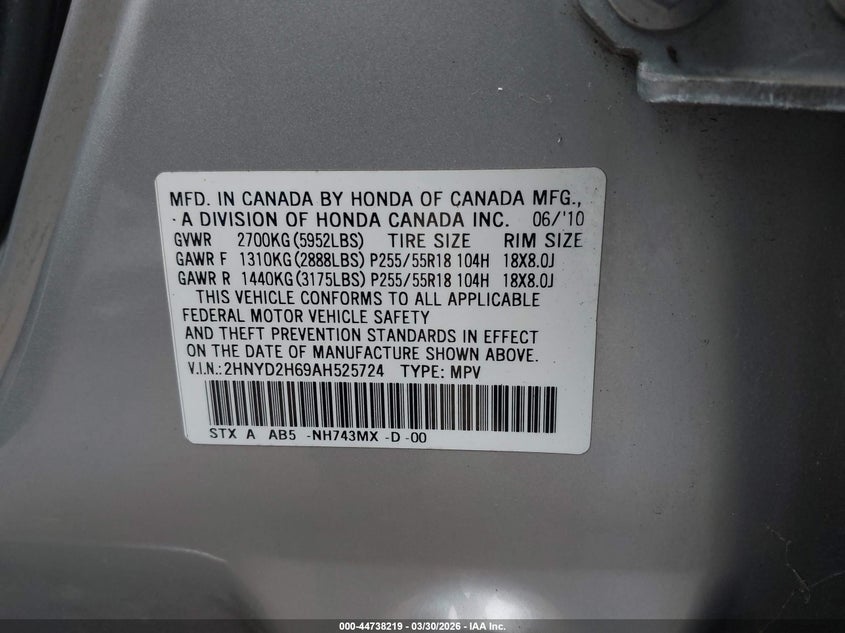 MFD. IN CANADA BY HONDA OF CANADA MFG.,
A DIVISION OF HONDA CANADA INC. 06/'10
GVWR 2700KG(5952LBS) TIRE SIZE RIM SIZE
GAWR F 1310KG(2888LBS) P255/55R18 104H 18X8.0J
GAWR R 1440KG(3175LBS) P255/55R18 104H 18X8.0J
THIS VEHICLE CONFORMS TO ALL APPLICABLE
FEDERAL MOTOR VEHICLE SAFETY
AND THEFT PREVENTION STANDARDS IN EFFECT
ON THE DATE OF MANUFACTURE SHOWN ABOVE.
V.I.N.: 2HNYD2H69AH525724 TYPE: MPV
STX A AB5 -NH743MX -D -00
000-44738219 - 03/30/2026 - IAA Inc.